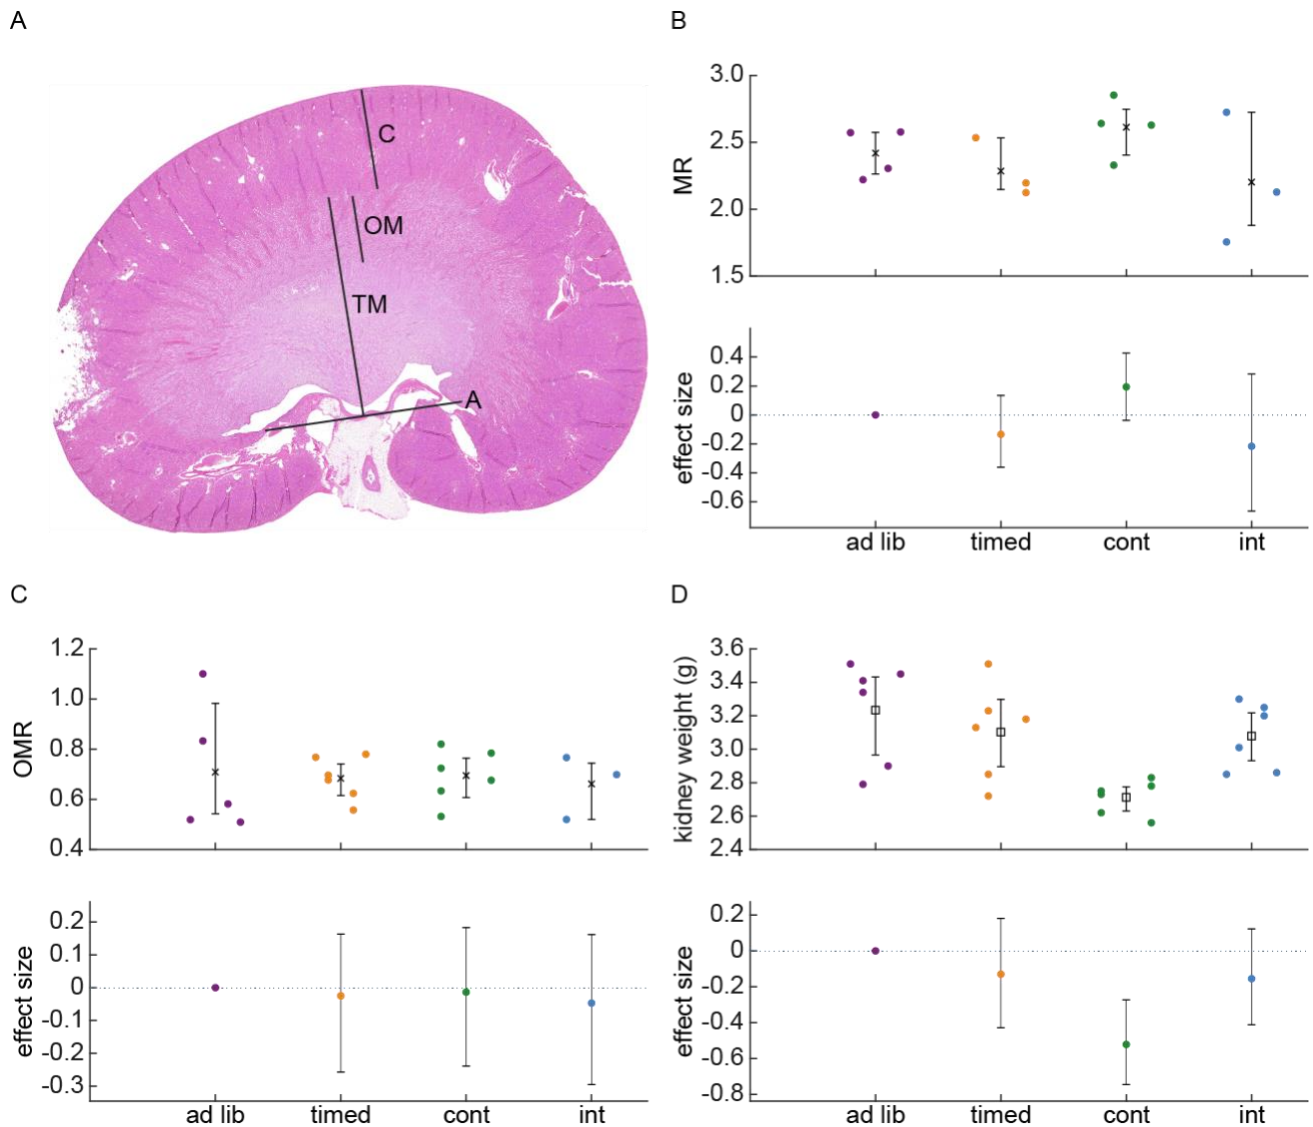 A
C
OM
TM
A
B
MR
3.0
2.5
2.0
1.5
effect size
0.4
0.2
0
-0.2
-0.4
-0.6
ad lib timed cont int
C
OMR
1.2
1.0
0.8
0.6
0.4
effect size
0.2
0.1
0
-0.1
-0.2
-0.3
ad lib timed cont int
D
kidney weight (g)
3.6
3.4
3.2
3.0
2.8
2.6
2.4
effect size
0.2
0
-0.2
-0.4
-0.6
-0.8
ad lib timed cont int